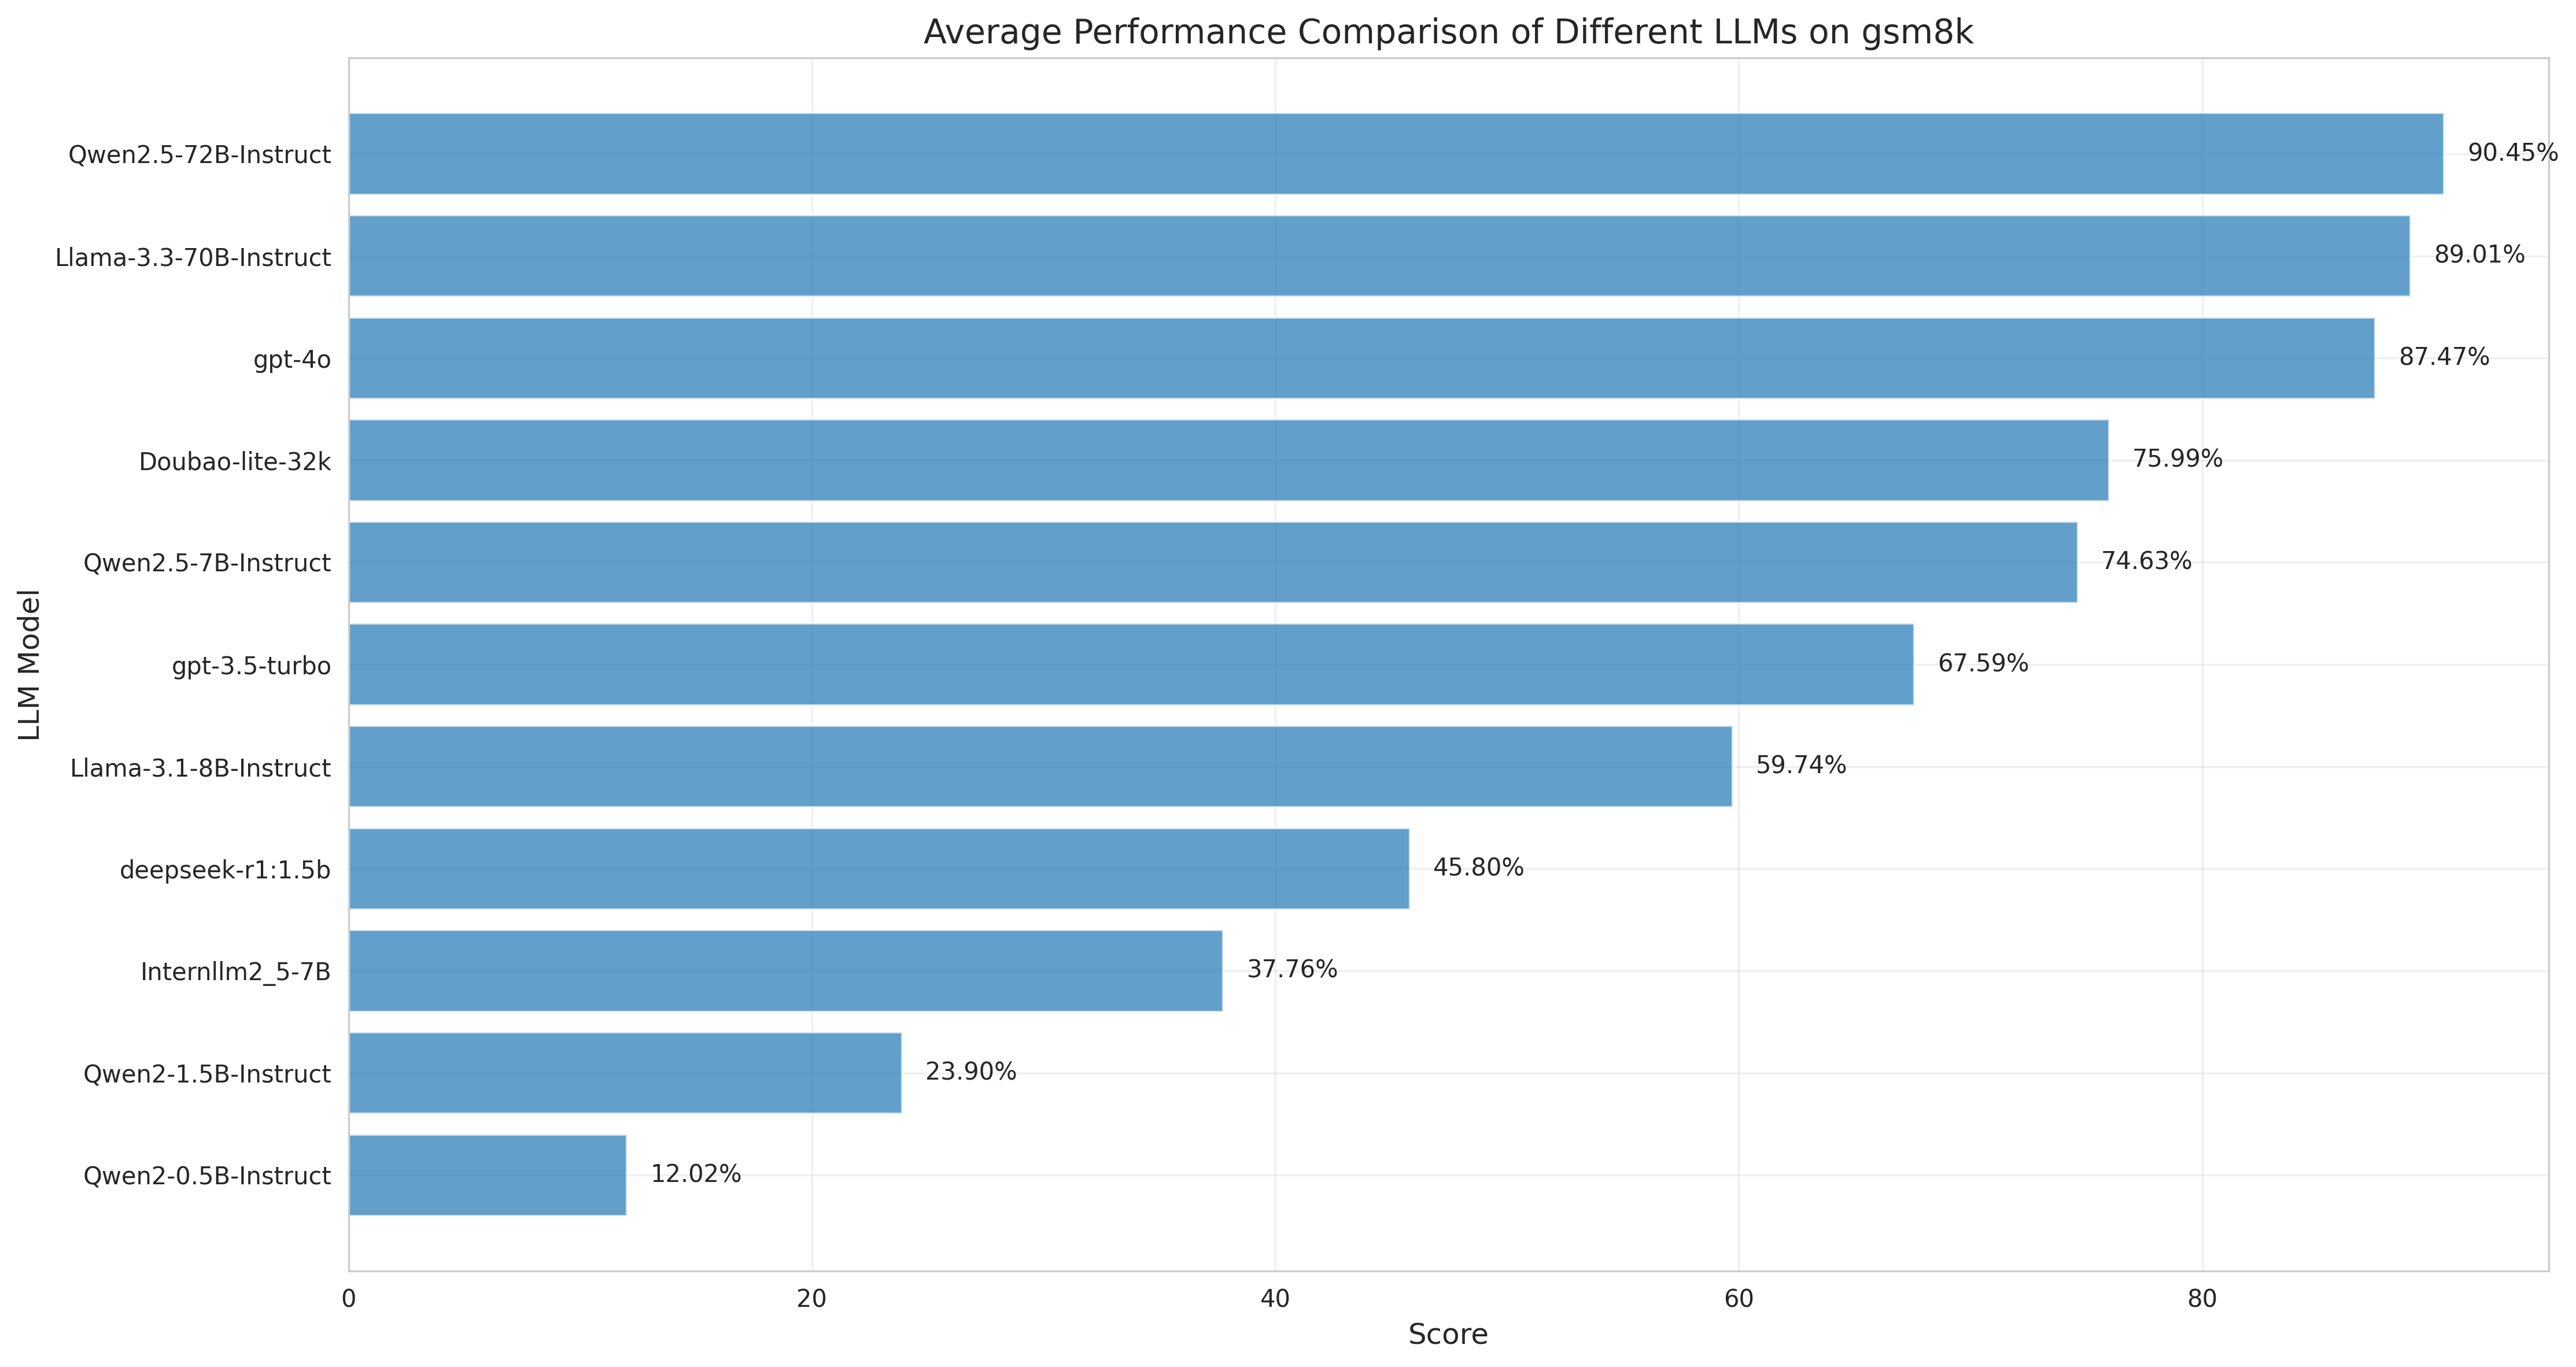 Average Performance Comparison of Different LLMs on gsm8k
LLM Model
Qwen2.5-72B-Instruct 90.45%
Llama-3.3-70B-Instruct 89.01%
gpt-4o 87.47%
Doubao-lite-32k 75.99%
Qwen2.5-7B-Instruct 74.63%
gpt-3.5-turbo 67.59%
Llama-3.1-8B-Instruct 59.74%
deepseek-r1:1.5b 45.80%
Internllm2_5-7B 37.76%
Qwen2-1.5B-Instruct 23.90%
Qwen2-0.5B-Instruct 12.02%
0 20 40 60 80
Score